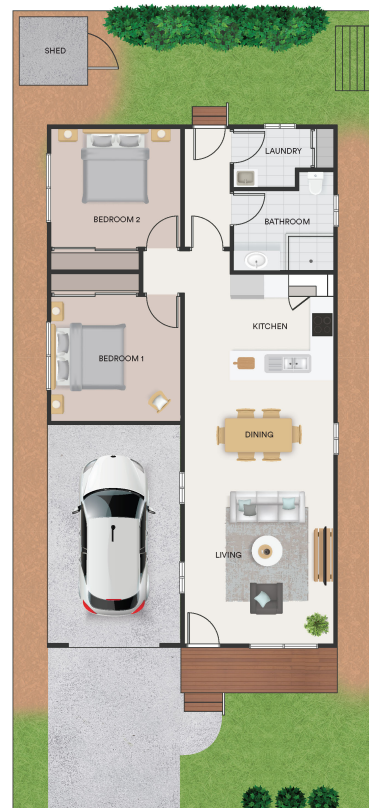 SHED
LAUNDRY
BEDROOM 2
BATHROOM
KITCHEN
BEDROOM 1
DINING
LIVING